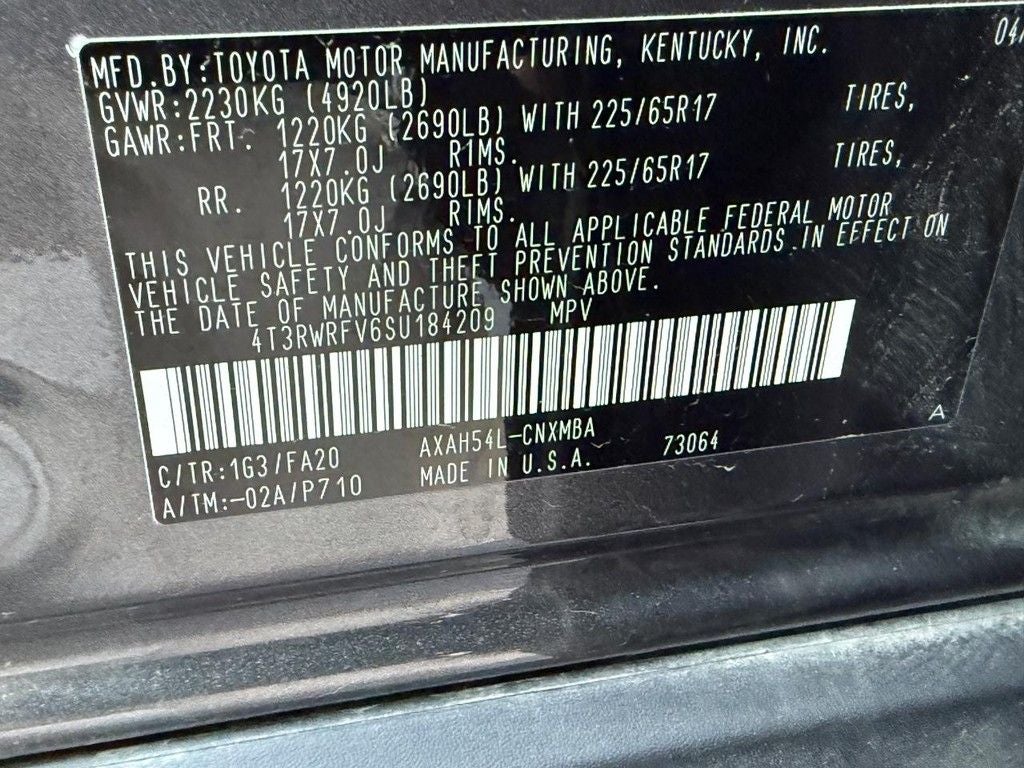 MFD.BY:TOYOTA MOTOR MANUFACTURING, KENTUCKY, INC. 04/
GVWR:2230KG (4920LB)
GAWR:FRT. 1220KG (2690LB) WITH 225/65R17 TIRES,
17X7.0J RIMS.
RR. 1220KG (2690LB) WITH 225/65R17 TIRES,
17X7.0J RIMS.
THIS VEHICLE CONFORMS TO ALL APPLICABLE FEDERAL MOTOR
VEHICLE SAFETY AND THEFT PREVENTION STANDARDS IN EFFECT ON
THE DATE OF MANUFACTURE SHOWN ABOVE.
4T3RWRFV6SU184209 MPV
C/TR:1G3/FA20 AXAH54L-CNXMBA 73064 A
A/TM:-02A/P710 MADE IN U.S.A.